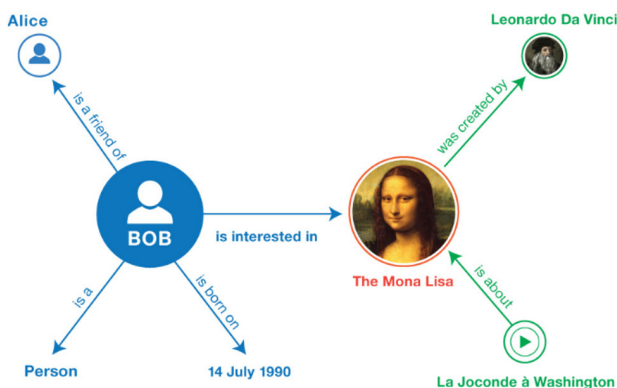 Alice
Leonardo Da Vinci
is a friend of
was created by
BOB
is interested in
The Mona Lisa
is a
is born on
is about
Person
14 July 1990
La Joconde à Washington